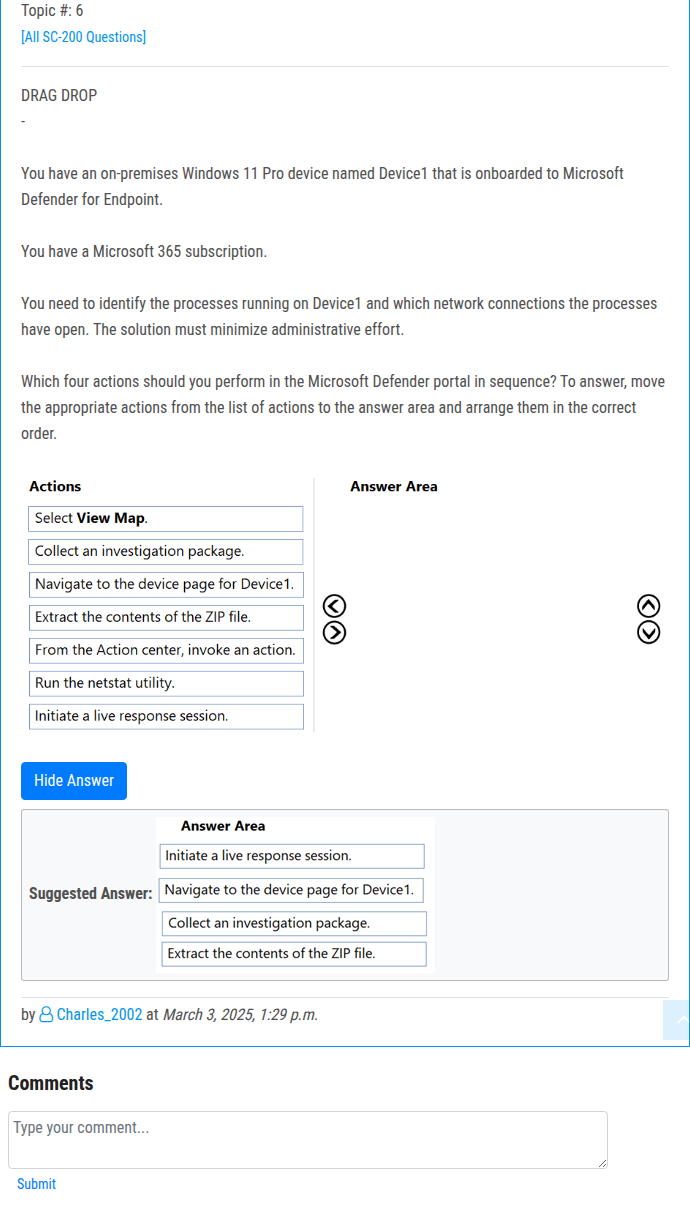 Topic #: 6
[All SC-200 Questions]
DRAG DROP
-
You have an on-premises Windows 11 Pro device named Device1 that is onboarded to Microsoft
Defender for Endpoint.
You have a Microsoft 365 subscription.
You need to identify the processes running on Device1 and which network connections the processes
have open. The solution must minimize administrative effort.
Which four actions should you perform in the Microsoft Defender portal in sequence? To answer, move
the appropriate actions from the list of actions to the answer area and arrange them in the correct
order.
Actions
Answer Area
Select View Map.
Collect an investigation package.
Navigate to the device page for Device1.
Extract the contents of the ZIP file.
From the Action center, invoke an action.
Run the netstat utility.
Initiate a live response session.
Hide Answer
Answer Area
Initiate a live response session.
Suggested Answer:
Navigate to the device page for Device1.
Collect an investigation package.
Extract the contents of the ZIP file.
by Charles_2002 at March 3, 2025, 1:29 p.m.
Comments
Type your comment...
Submit